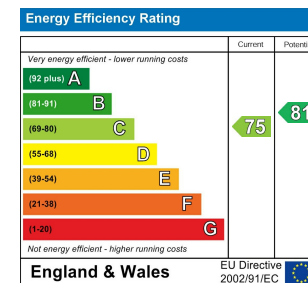 Energy Efficiency Rating
Current
Very energy efficient - lower running costs
(92 plus) A
(81-91) B
81
(69-80) C
75
(55-68) D
(39-54) E
(21-38) F
(1-20) G
Not energy efficient - higher running costs
England & Wales
EU Directive
2002/91/EC